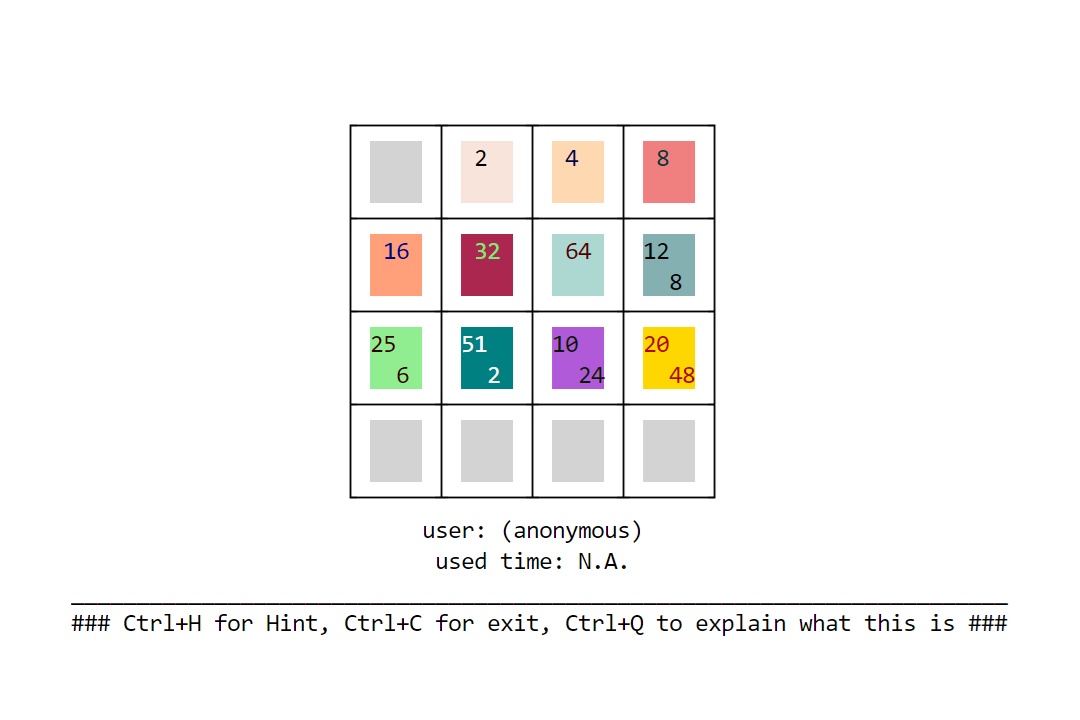 2 4 8
16 32 64 12
8
25 51 10 20
6 2 24 48
user: (anonymous)
used time: N.A.
### Ctrl+H for Hint, Ctrl+C for exit, Ctrl+Q to explain what this is ###